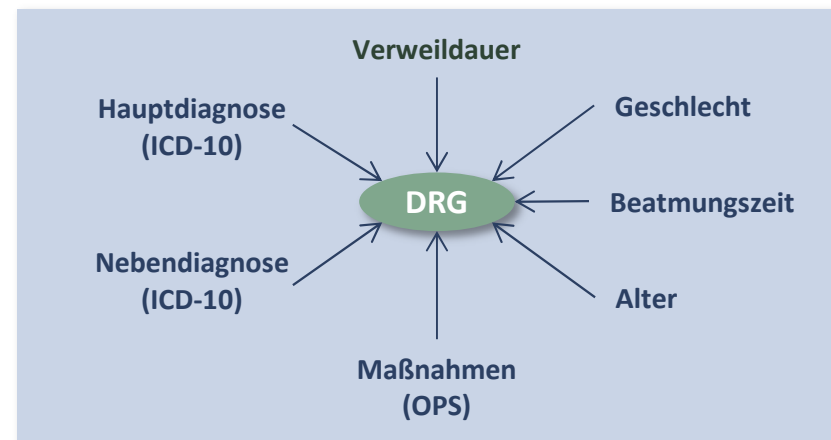 Verweildauer
Hauptdiagnose
(ICD-10)
Geschlecht
DRG
Beatmungszeit
Nebendiagnose
(ICD-10)
Alter
Maßnahmen
(OPS)